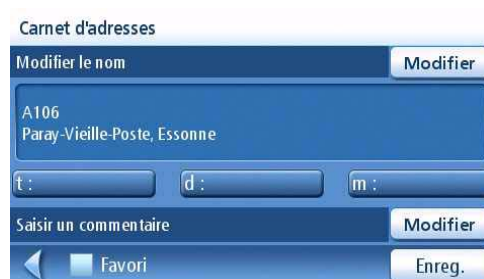 Carnet d'adresses
Modifier le nom Modifier
A106
Paray-Vieille-Poste, Essonne
t : d : m :
Saisir un commentaire Modifier
Favori Enreg.